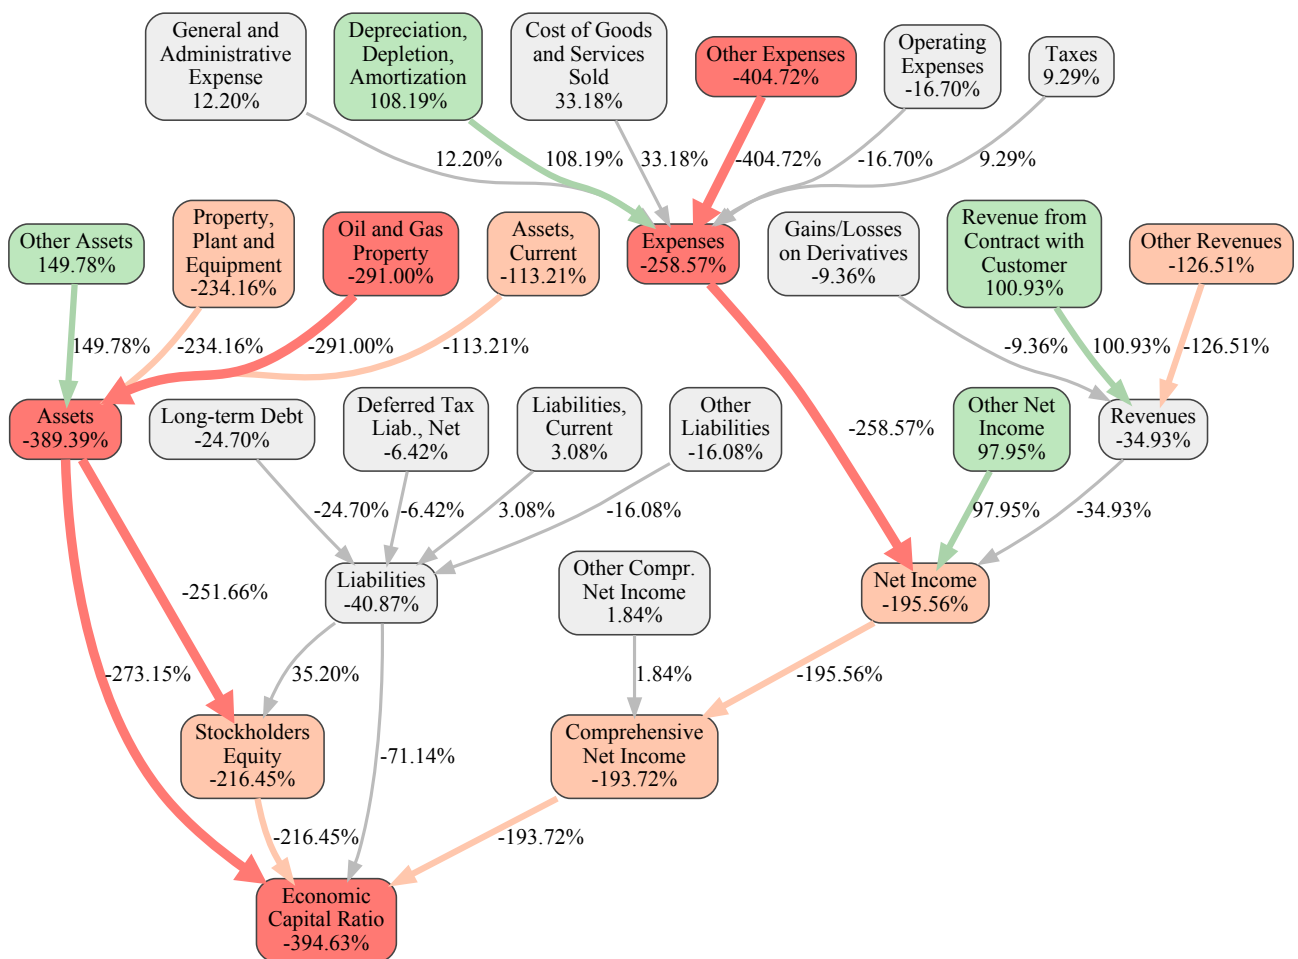 General and
Administrative
Expense
12.20%
Depreciation,
Depletion,
Amortization
108.19%
Cost of Goods
and Services
Sold
33.18%
Other Expenses
-404.72%
Operating
Expenses
-16.70%
Taxes
9.29%
12.20%
108.19%
33.18%
-404.72%
-16.70%
9.29%
Other Assets
149.78%
Property,
Plant and
Equipment
-234.16%
Oil and Gas
Property
-291.00%
Assets,
Current
-113.21%
Expenses
-258.57%
Gains/Losses
on Derivatives
-9.36%
Revenue from
Contract with
Customer
100.93%
Other Revenues
-126.51%
149.78%
-234.16%
-291.00%
-113.21%
-9.36%
100.93%
-126.51%
Assets
-389.39%
Long-term Debt
-24.70%
Deferred Tax
Liab., Net
-6.42%
Liabilities,
Current
3.08%
Other
Liabilities
-16.08%
-258.57%
Other Net
Income
97.95%
Revenues
-34.93%
-24.70%
-6.42%
3.08%
-16.08%
97.95%
-34.93%
-251.66%
Liabilities
-40.87%
Other Compr.
Net Income
1.84%
Net Income
-195.56%
-273.15%
35.20%
1.84%
-195.56%
Stockholders
Equity
-216.45%
-71.14%
Comprehensive
Net Income
-193.72%
-216.45%
-193.72%
Economic
Capital Ratio
-394.63%